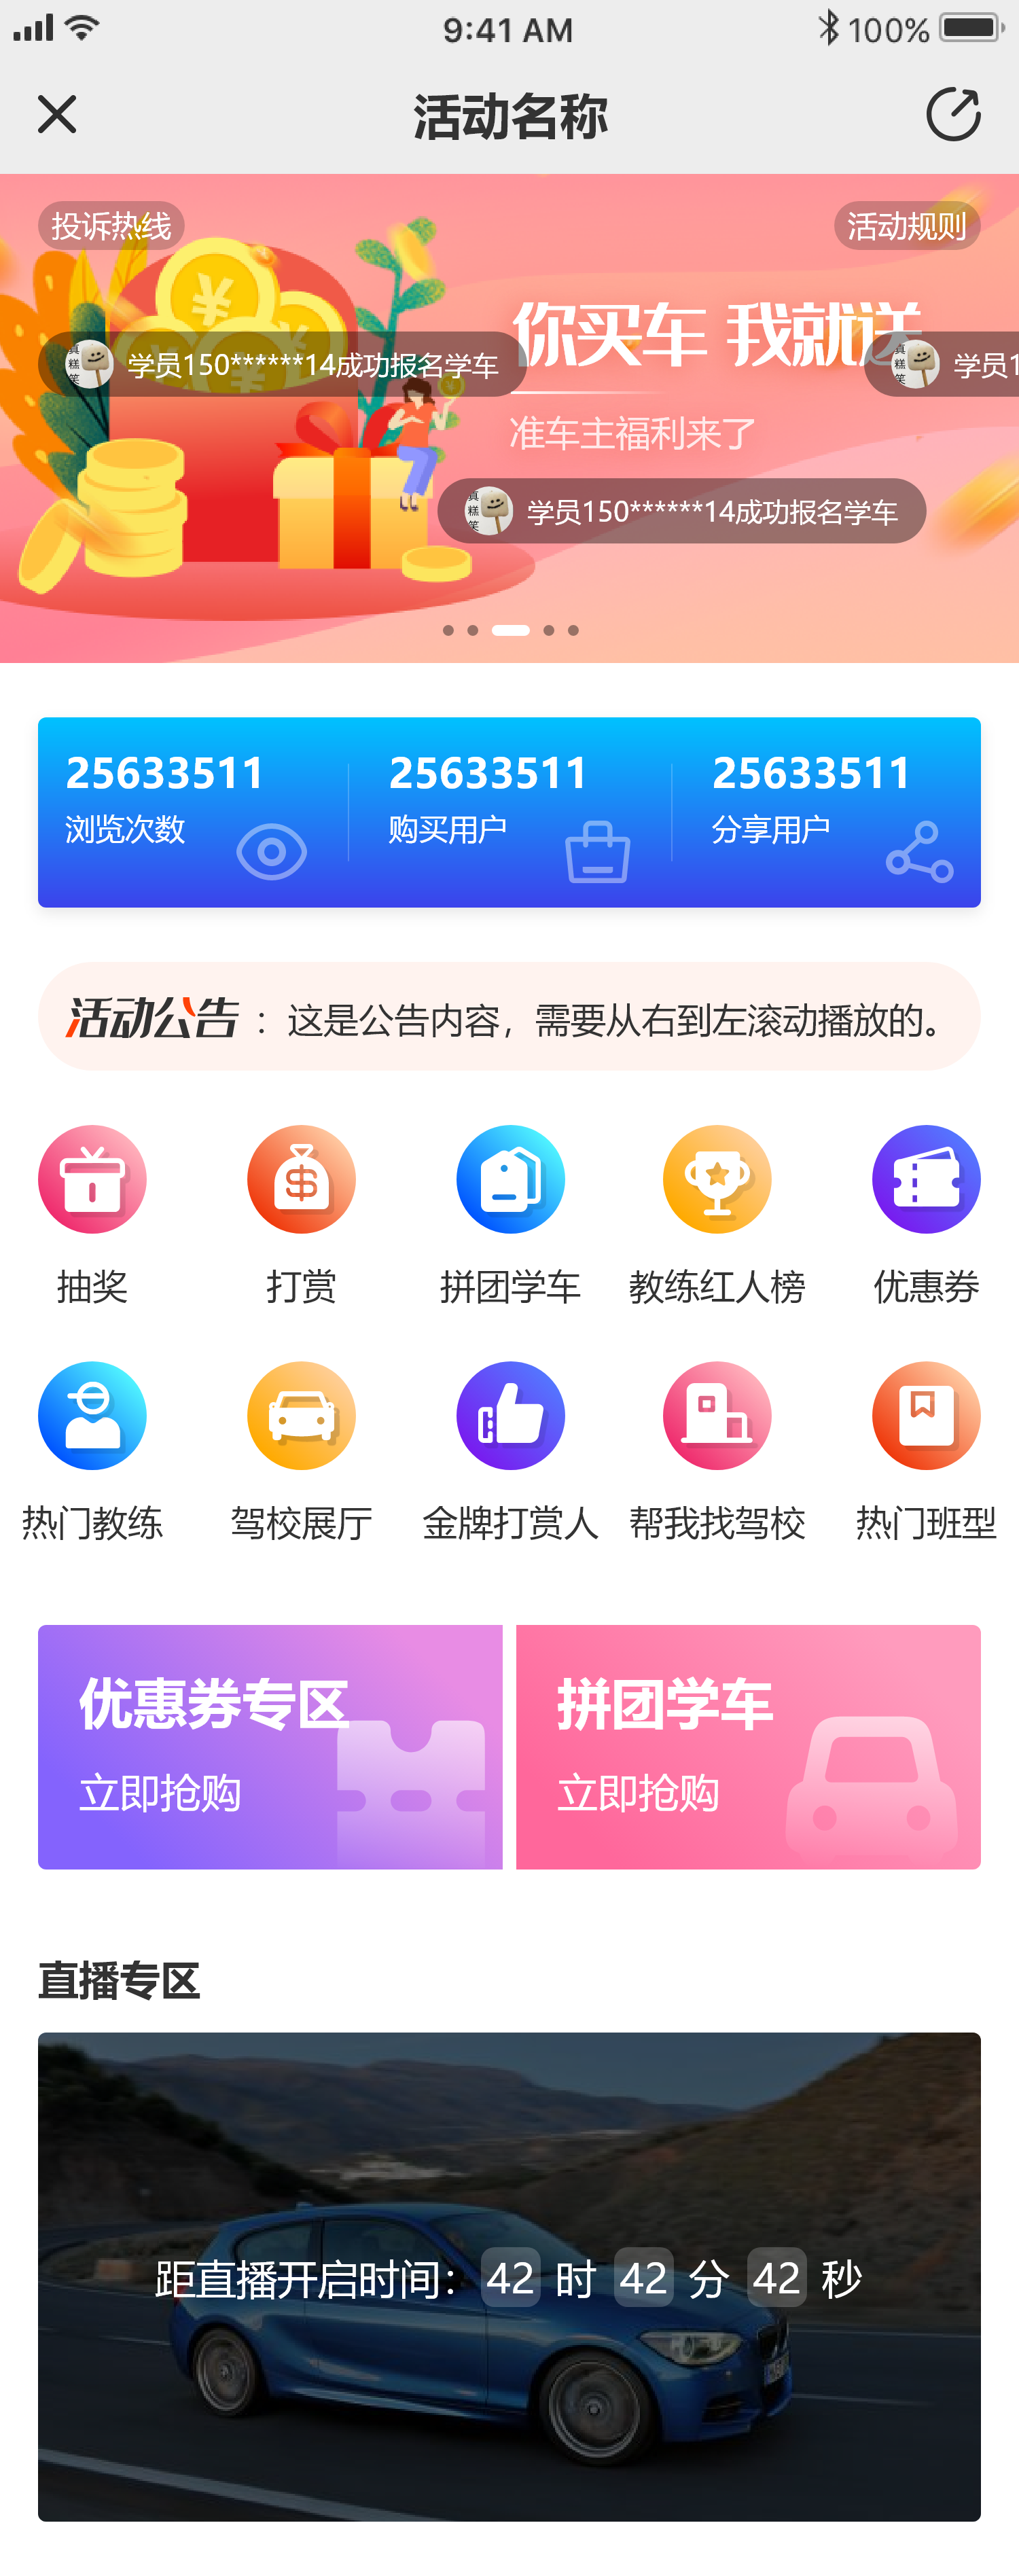 9:41 AM
100%
活动名称
投诉热线
活动规则
你买车 我就送
学员150******14成功报名学车
学员1
准车主福利来了
学员150******14成功报名学车
25633511
25633511
25633511
浏览次数
购买用户
分享用户
活动公告：这是公告内容，需要从右到左滚动播放的。
抽奖
打赏
拼团学车
教练红人榜
优惠券
热门教练
驾校展厅
金牌打赏人
帮我找驾校
热门班型
优惠券专区
拼团学车
立即抢购
立即抢购
直播专区
距直播开启时间：42 时 42 分 42 秒